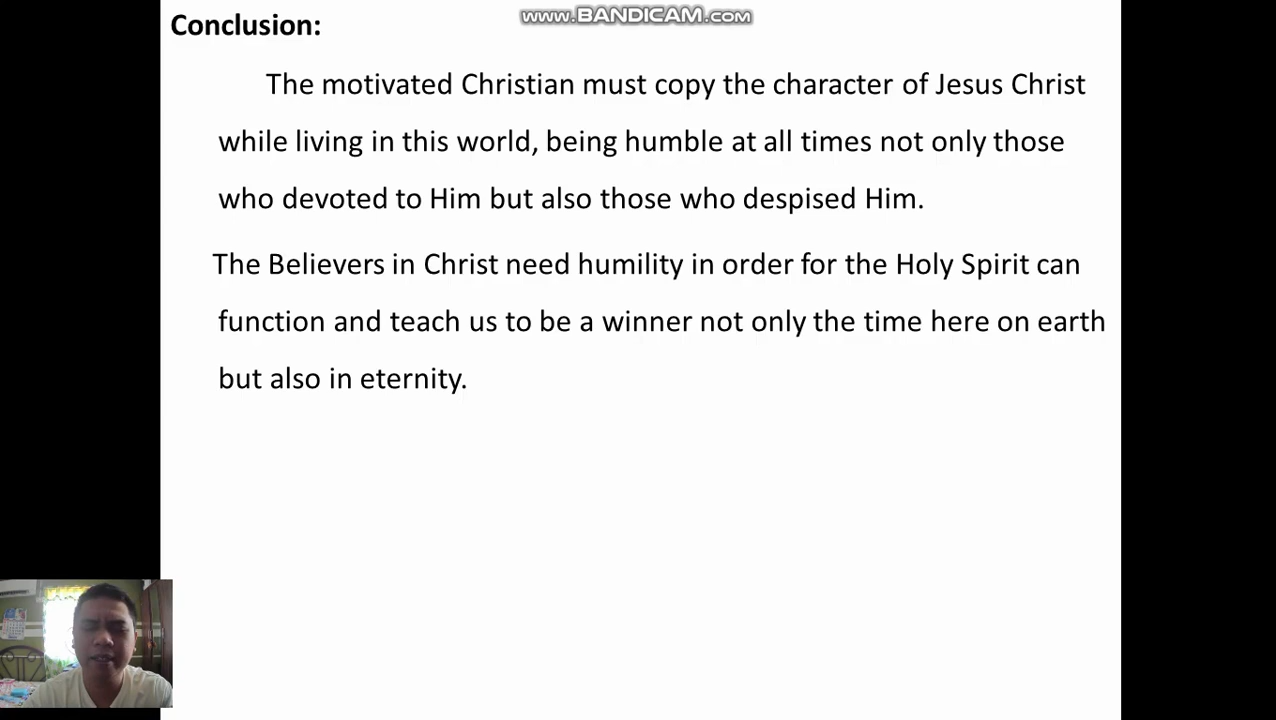 www.BANDICAM.com
Conclusion:
The motivated Christian must copy the character of Jesus Christ
while living in this world, being humble at all times not only those
who devoted to Him but also those who despised Him.
The Believers in Christ need humility in order for the Holy Spirit can
function and teach us to be a winner not only the time here on earth
but also in eternity.